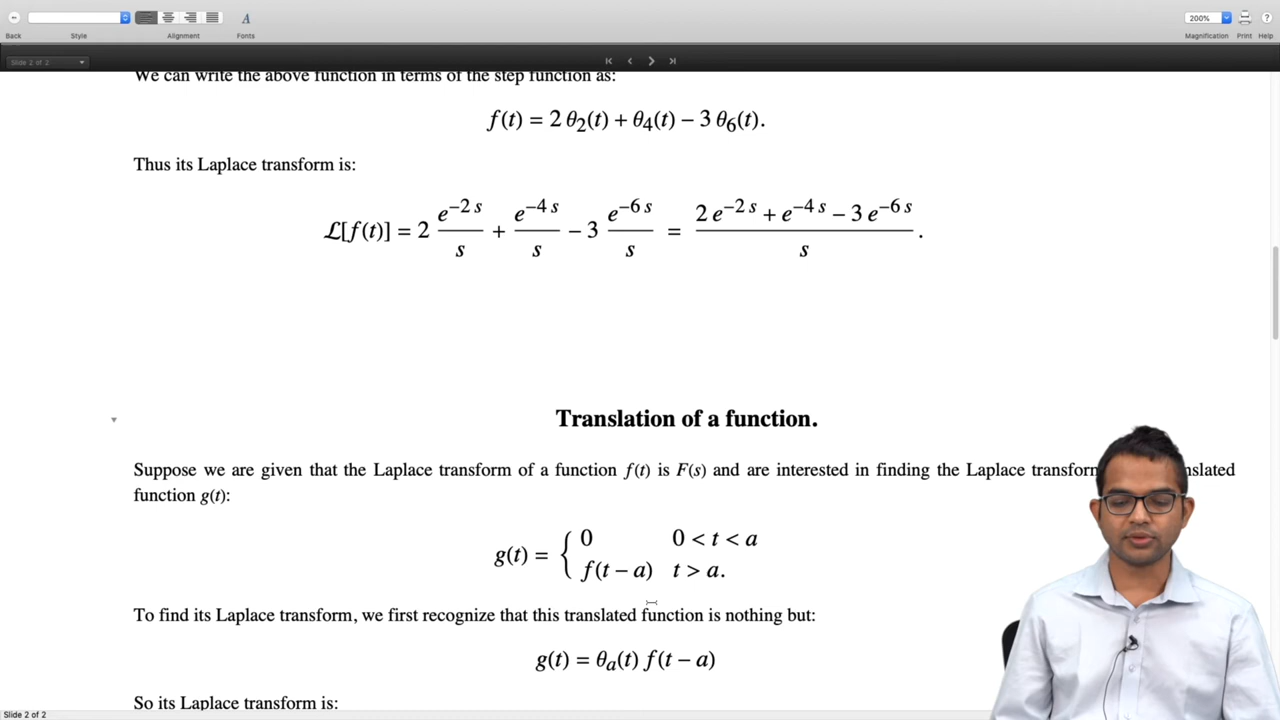 Back
Style
Alignment
A
Fonts
200%
Magnification
Print
Help
Slide 2 of 2
We can write the above function in terms of the step function as:
f(t) = 2 θ₂(t) + θ₄(t) − 3 θ₆(t).
Thus its Laplace transform is:
ℒ[f(t)] = 2 e^{−2 s}/s + e^{−4 s}/s − 3 e^{−6 s}/s = (2 e^{−2 s} + e^{−4 s} − 3 e^{−6 s})/s .
Translation of a function.
Suppose we are given that the Laplace transform of a function f(t) is F(s) and are interested in finding the Laplace
function g(t):
g(t) = { 0 0 < t < a
f(t − a) t > a.
To find its Laplace transform, we first recognize that this translated function is nothing but:
g(t) = θₐ(t) f(t − a)
So its Laplace transform is:
Slide 2 of 2